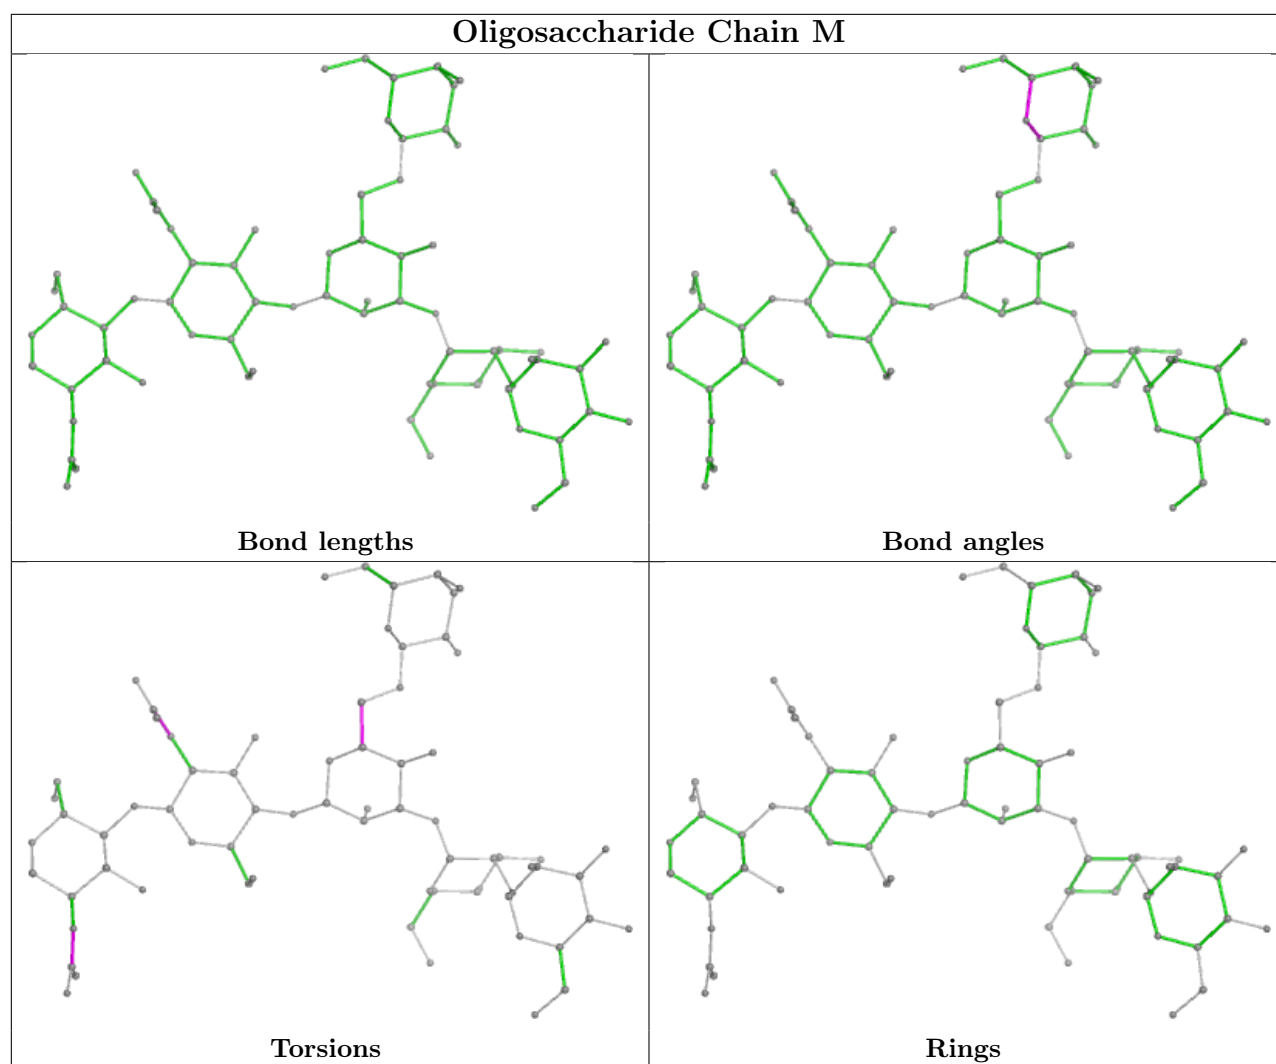 Oligosaccharide Chain M
Bond lengths
Bond angles
Torsions
Rings